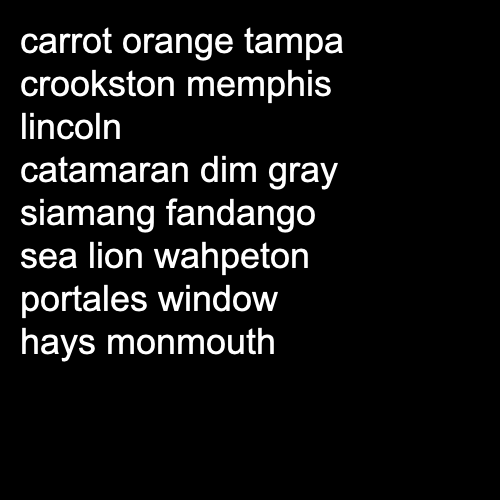 carrot orange tampa
crookston memphis
lincoln
catamaran dim gray
siamang fandango
sea lion wahpeton
portales window
hays monmouth